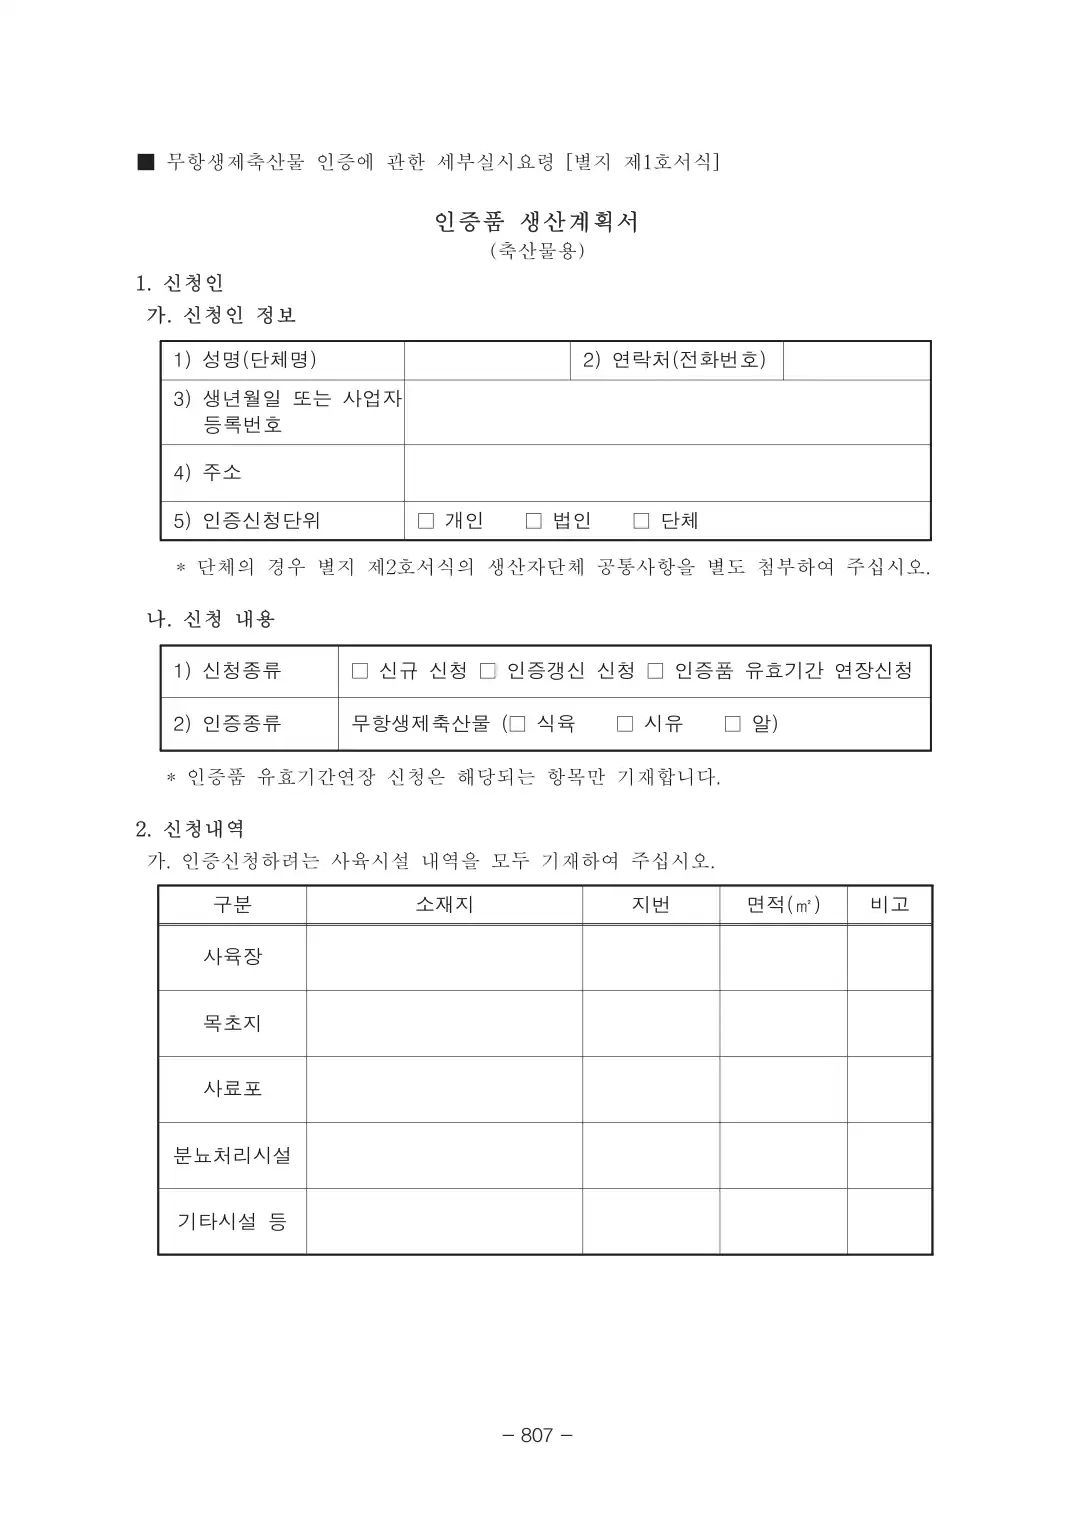 ■ 무항생제축산물 인증에 관한 세부실시요령 [별지 제1호서식]
인증품 생산계획서
(축산물용)
1. 신청인
가. 신청인 정보
1) 성명(단체명) 2) 연락처(전화번호)
3) 생년월일 또는 사업자
등록번호
4) 주소
5) 인증신청단위 □ 개인 □ 법인 □ 단체
* 단체의 경우 별지 제2호서식의 생산자단체 공통사항을 별도 첨부하여 주십시오.
나. 신청 내용
1) 신청종류 □ 신규 신청 □ 인증갱신 신청 □ 인증품 유효기간 연장신청
2) 인증종류 무항생제축산물 (□ 식육 □ 시유 □ 알)
* 인증품 유효기간연장 신청은 해당되는 항목만 기재합니다.
2. 신청내역
가. 인증신청하려는 사육시설 내역을 모두 기재하여 주십시오.
구분 소재지 지번 면적(㎡) 비고
사육장
목초지
사료포
분뇨처리시설
기타시설 등
- 807 -